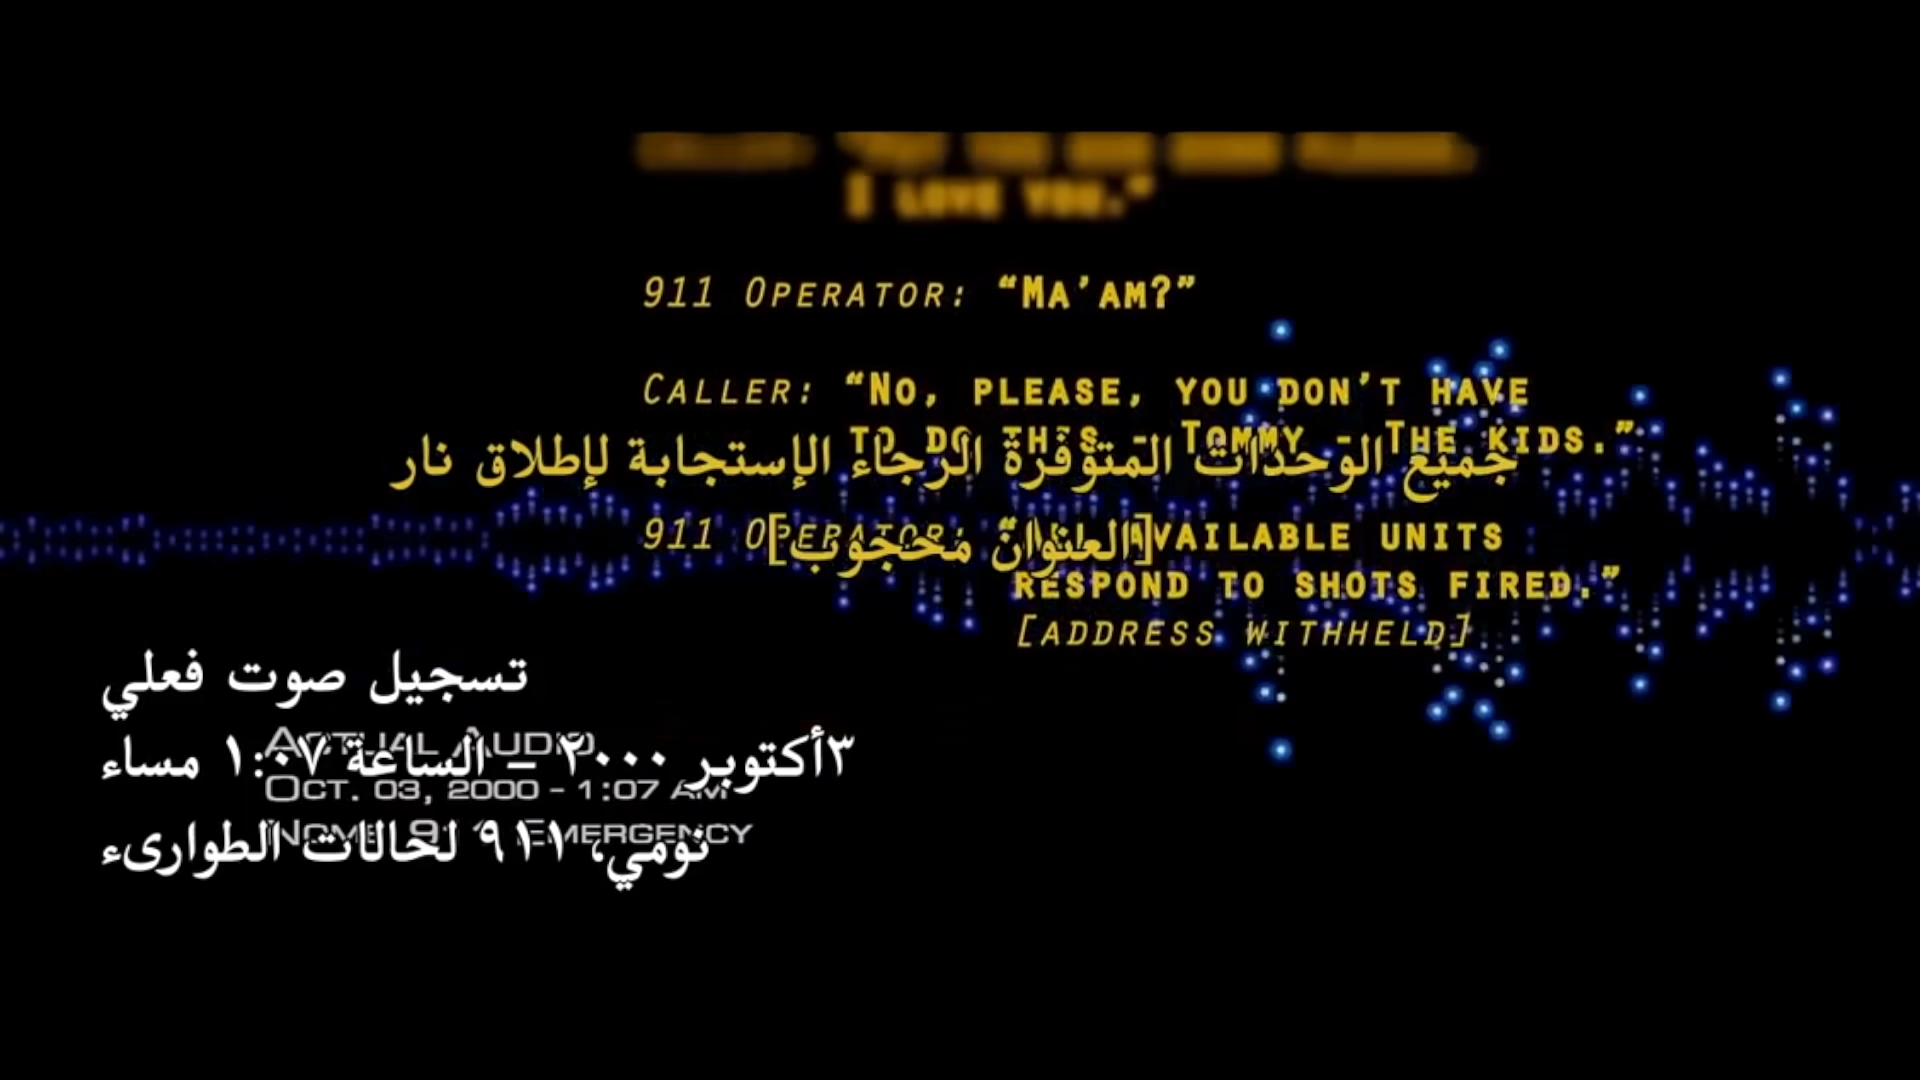 I LOVE YOU."
911 OPERATOR: "MA'AM?"
CALLER: "NO, PLEASE, YOU DON'T HAVE
TO DO THIS - TOMMY - THE KIDS."
جميع الوحدات المتوفرة الرجاء الإستجابة لإطلاق نار
911 OPERATOR: AVAILABLE UNITS
[العنوان محجوب]
RESPOND TO SHOTS FIRED."
[ADDRESS WITHHELD]
تسجيل صوت فعلي
ACTUAL AUDIO
٣أكتوبر ٢٠٠٠ – الساعة ١:٠٧ مساء
OCT. 03, 2000 - 1:07 AM
NOME, 911 EMERGENCY
نومي، ٩١١ لحالات الطوارىء